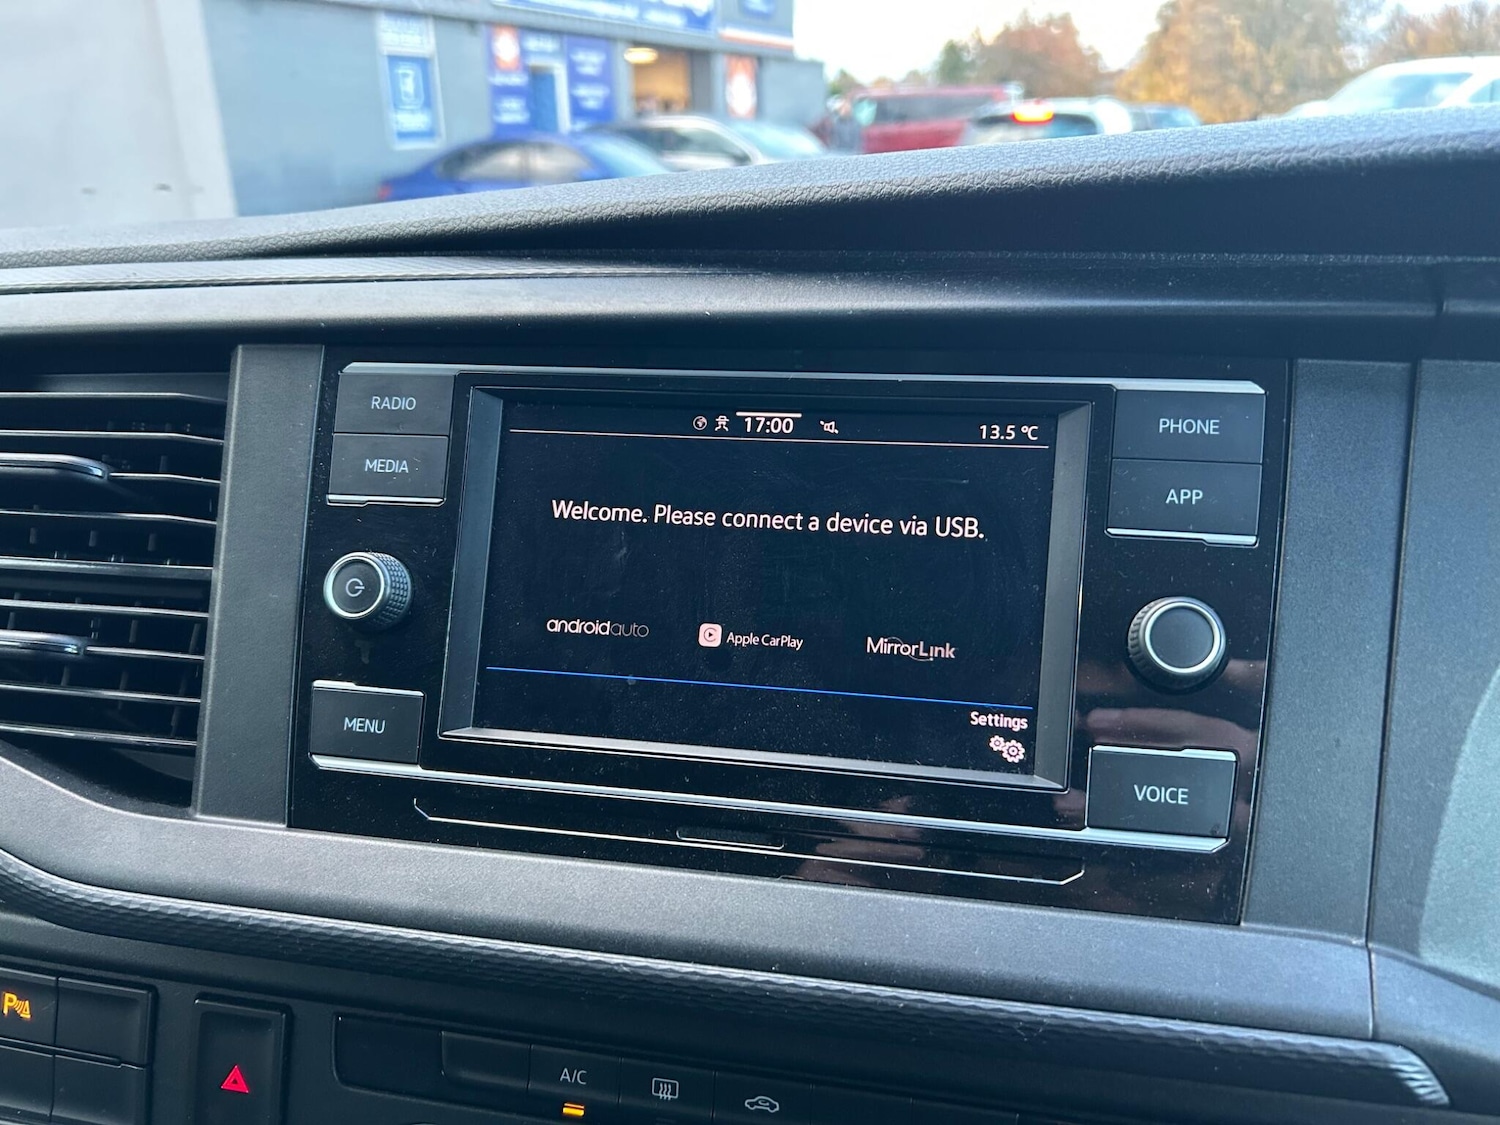 RADIO
MEDIA
MENU
17:00
13.5 °C
Welcome. Please connect a device via USB.
androidauto
Apple CarPlay
MirrorLink
Settings
PHONE
APP
VOICE
P
A/C